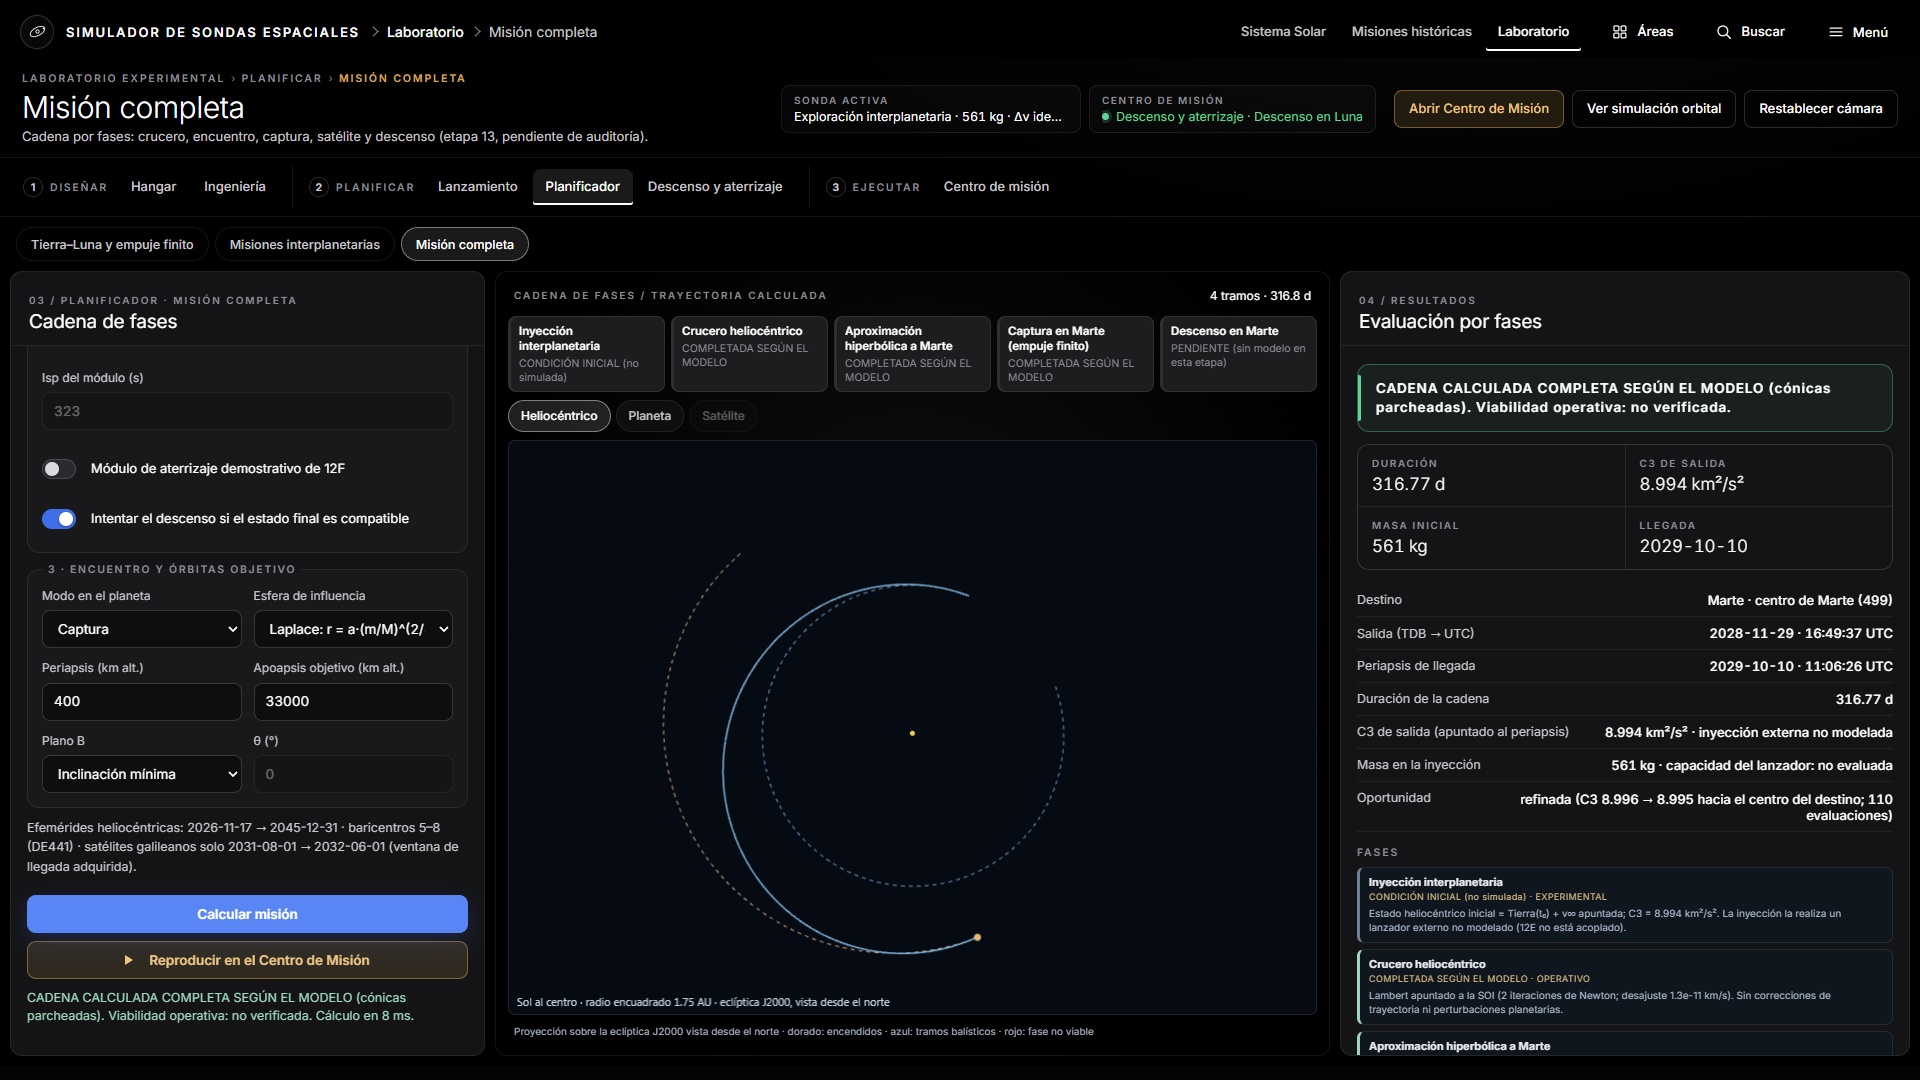 SIMULADOR DE SONDAS ESPACIALES > Laboratorio > Misión completa
Sistema Solar
Misiones históricas
Laboratorio
Áreas
Buscar
Menú
LABORATORIO EXPERIMENTAL › PLANIFICAR › MISIÓN COMPLETA
Misión completa
Cadena por fases: crucero, encuentro, captura, satélite y descenso (etapa 13, pendiente de auditoría).
SONDA ACTIVA
Exploración interplanetaria · 561 kg · Δv ide...
CENTRO DE MISIÓN
Descenso y aterrizaje · Descenso en Luna
Abrir Centro de Misión
Ver simulación orbital
Restablecer cámara
1 DISEÑAR
Hangar
Ingeniería
2 PLANIFICAR
Lanzamiento
Planificador
Descenso y aterrizaje
3 EJECUTAR
Centro de misión
Tierra–Luna y empuje finito
Misiones interplanetarias
Misión completa
03 / PLANIFICADOR · MISIÓN COMPLETA
Cadena de fases
Isp del módulo (s)
323
Módulo de aterrizaje demostrativo de 12F
Intentar el descenso si el estado final es compatible
3 · ENCUENTRO Y ÓRBITAS OBJETIVO
Modo en el planeta
Esfera de influencia
Captura
Laplace: r = a·(m/M)^(2/
Periapsis (km alt.)
Apoapsis objetivo (km alt.)
400
33000
Plano B
θ (°)
Inclinación mínima
0
Efemérides heliocéntricas: 2026-11-17 → 2045-12-31 · baricentros 5–8
(DE441) · satélites galileanos solo 2031-08-01 → 2032-06-01 (ventana de
llegada adquirida).
Calcular misión
Reproducir en el Centro de Misión
CADENA CALCULADA COMPLETA SEGÚN EL MODELO (cónicas
parcheadas). Viabilidad operativa: no verificada. Cálculo en 8 ms.
CADENA DE FASES / TRAYECTORIA CALCULADA
4 tramos · 316.8 d
Inyección
interplanetaria
CONDICIÓN INICIAL (no
simulada)
Crucero heliocéntrico
COMPLETADA SEGÚN EL
MODELO
Aproximación
hiperbólica a Marte
COMPLETADA SEGÚN EL
MODELO
Captura en Marte
(empuje finito)
COMPLETADA SEGÚN EL
MODELO
Descenso en Marte
PENDIENTE (sin modelo en
esta etapa)
Heliocéntrico
Planeta
Satélite
Sol al centro · radio encuadrado 1.75 AU · eclíptica J2000, vista desde el norte
Proyección sobre la eclíptica J2000 vista desde el norte · dorado: encendidos · azul: tramos balísticos · rojo: fase no viable
04 / RESULTADOS
Evaluación por fases
CADENA CALCULADA COMPLETA SEGÚN EL MODELO (cónicas
parcheadas). Viabilidad operativa: no verificada.
DURACIÓN
316.77 d
C3 DE SALIDA
8.994 km²/s²
MASA INICIAL
561 kg
LLEGADA
2029-10-10
Destino
Marte · centro de Marte (499)
Salida (TDB → UTC)
2028-11-29 · 16:49:37 UTC
Periapsis de llegada
2029-10-10 · 11:06:26 UTC
Duración de la cadena
316.77 d
C3 de salida (apuntado al periapsis)
8.994 km²/s² · inyección externa no modelada
Masa en la inyección
561 kg · capacidad del lanzador: no evaluada
Oportunidad
refinada (C3 8.996 → 8.995 hacia el centro del destino; 110
evaluaciones)
FASES
Inyección interplanetaria
CONDICIÓN INICIAL (no simulada) · EXPERIMENTAL
Estado heliocéntrico inicial = Tierra(t₀) + v∞ apuntada; C3 = 8.994 km²/s². La inyección la realiza un
lanzador externo no modelado (12E no está acoplado).
Crucero heliocéntrico
COMPLETADA SEGÚN EL MODELO · OPERATIVO
Lambert apuntado a la SOI (2 iteraciones de Newton; desajuste 1.3e-11 km/s). Sin correcciones de
trayectoria ni perturbaciones planetarias.
Aproximación hiperbólica a Marte